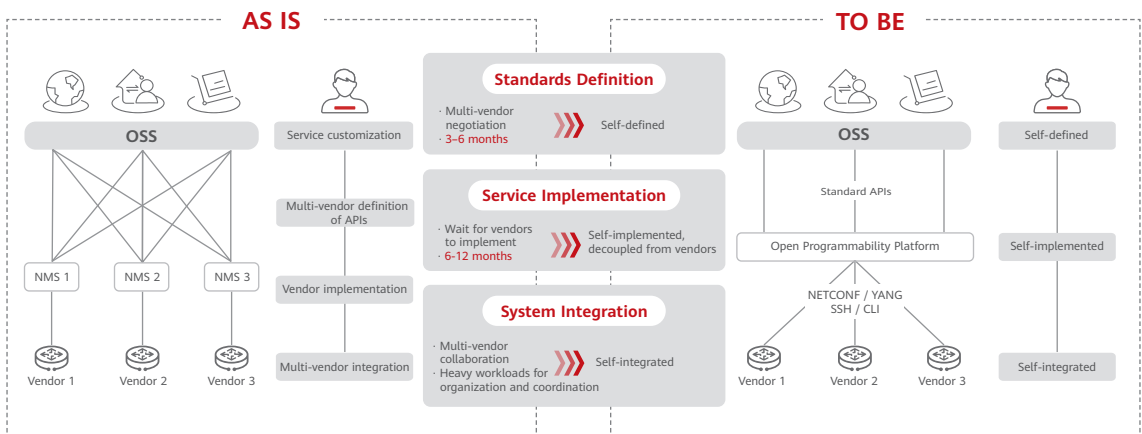 AS IS
TO BE
OSS
NMS 1
NMS 2
NMS 3
Vendor 1
Vendor 2
Vendor 3
Service customization
Multi-vendor definition
of APIs
Vendor implementation
Multi-vendor integration
Standards Definition
· Multi-vendor
negotiation
· 3–6 months
Self-defined
Service Implementation
· Wait for vendors
to implement
· 6-12 months
Self-implemented,
decoupled from vendors
System Integration
· Multi-vendor
collaboration
· Heavy workloads for
organization and coordination
Self-integrated
OSS
Standard APIs
Open Programmability Platform
NETCONF / YANG
SSH / CLI
Vendor 1
Vendor 2
Vendor 3
Self-defined
Self-implemented
Self-integrated